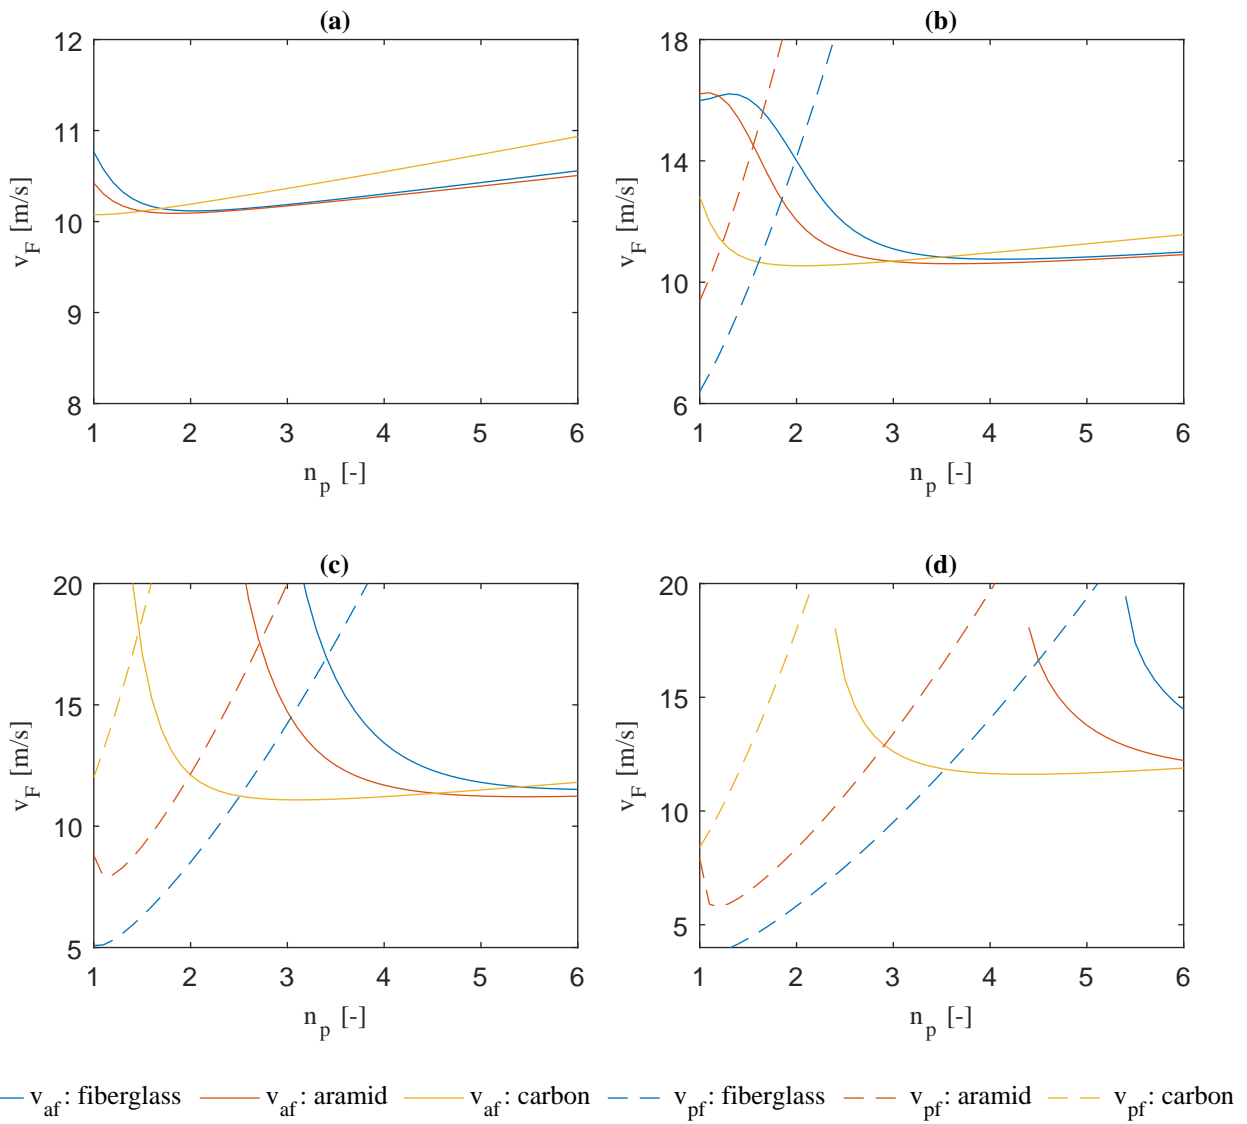 (a)
12
11
10
9
8
v_F [m/s]
1 2 3 4 5 6
n_p [-]
(b)
18
14
10
6
v_F [m/s]
1 2 3 4 5 6
n_p [-]
(c)
20
15
10
5
v_F [m/s]
1 2 3 4 5 6
n_p [-]
(d)
20
15
10
5
v_F [m/s]
1 2 3 4 5 6
n_p [-]
v_af: fiberglass v_af: aramid v_af: carbon v_pf: fiberglass v_pf: aramid v_pf: carbon